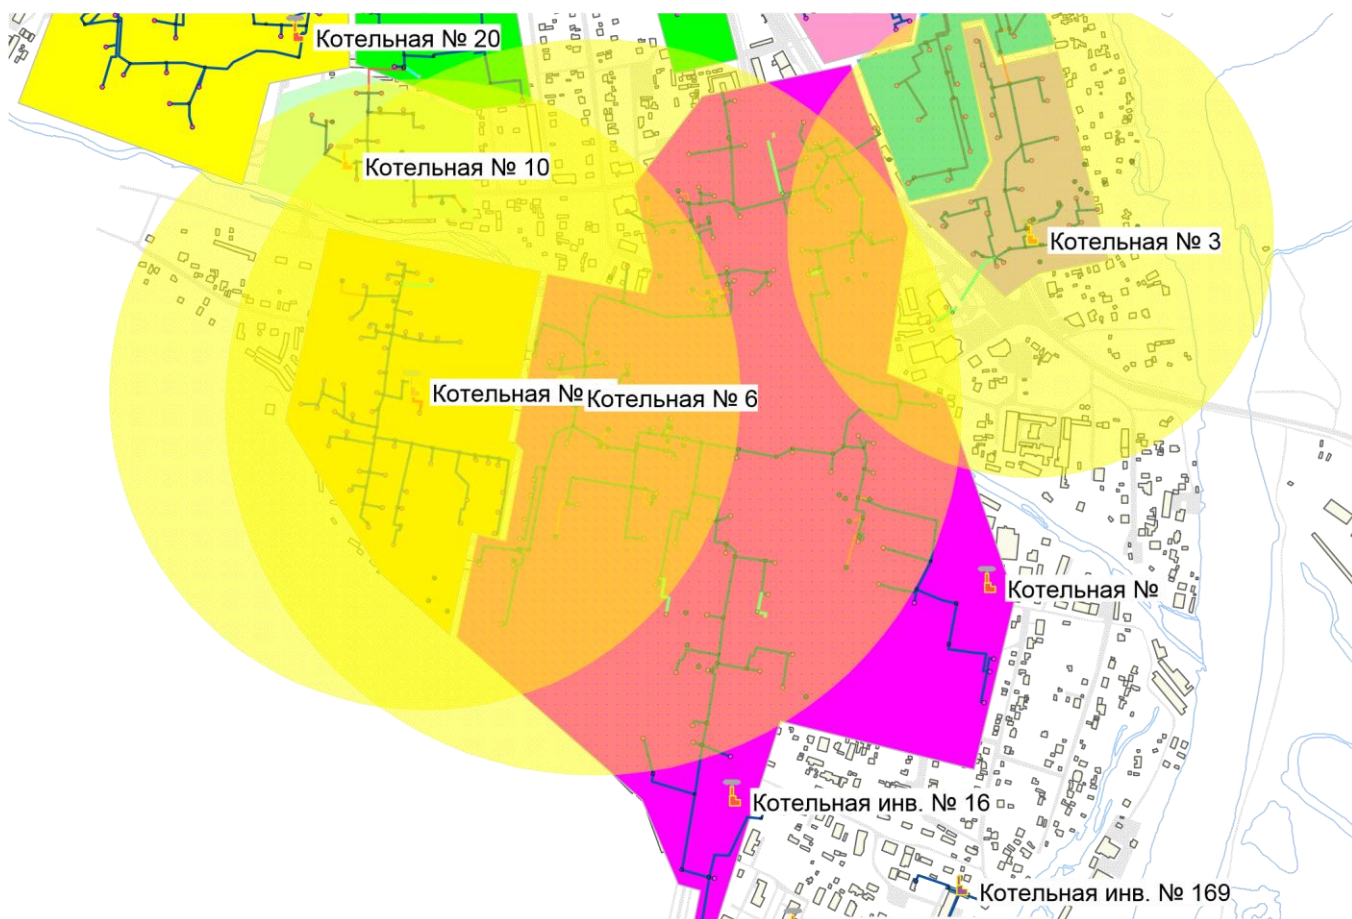 Котельная № 20
Котельная № 10
Котельная № 3
Котельная №
Котельная № 6
Котельная №
Котельная инв. № 16
Котельная инв. № 169